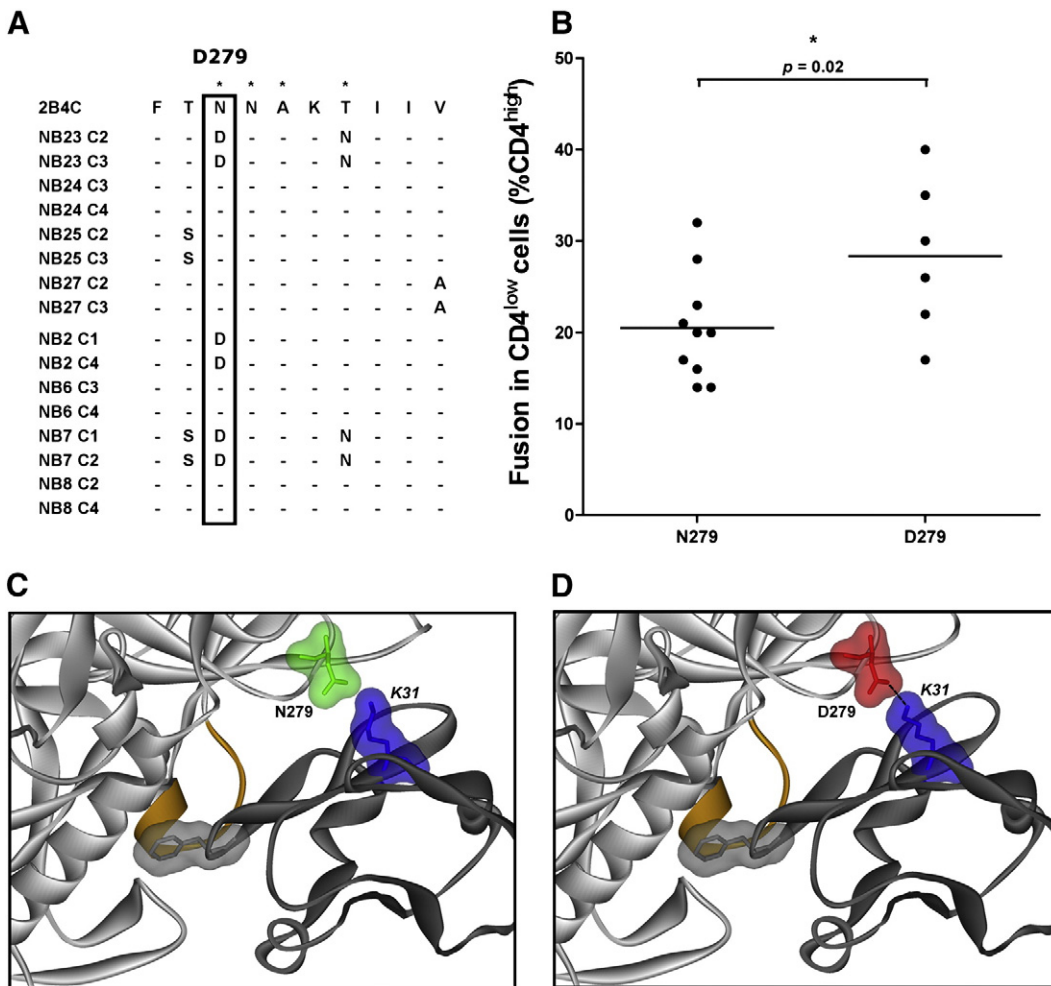 A
D279
* * * *
2B4C F T N N A K T I I V
NB23 C2 - - D - - - N - - -
NB23 C3 - - D - - - N - - -
NB24 C3 - - - - - - - - - -
NB24 C4 - - - - - - - - - -
NB25 C2 - S - - - - - - - -
NB25 C3 - S - - - - - - - -
NB27 C2 - - - - - - - - - A
NB27 C3 - - - - - - - - - A
NB2 C1 - - D - - - - - - -
NB2 C4 - - D - - - - - - -
NB6 C3 - - - - - - - - - -
NB6 C4 - - - - - - - - - -
NB7 C1 - S D - - - N - - -
NB7 C2 - S D - - - N - - -
NB8 C2 - - - - - - - - - -
NB8 C4 - - - - - - - - - -
B
*
p = 0.02
Fusion in CD4low cells (%CD4high)
50
40
30
20
10
0
N279 D279
C
N279
K31
D
D279
K31